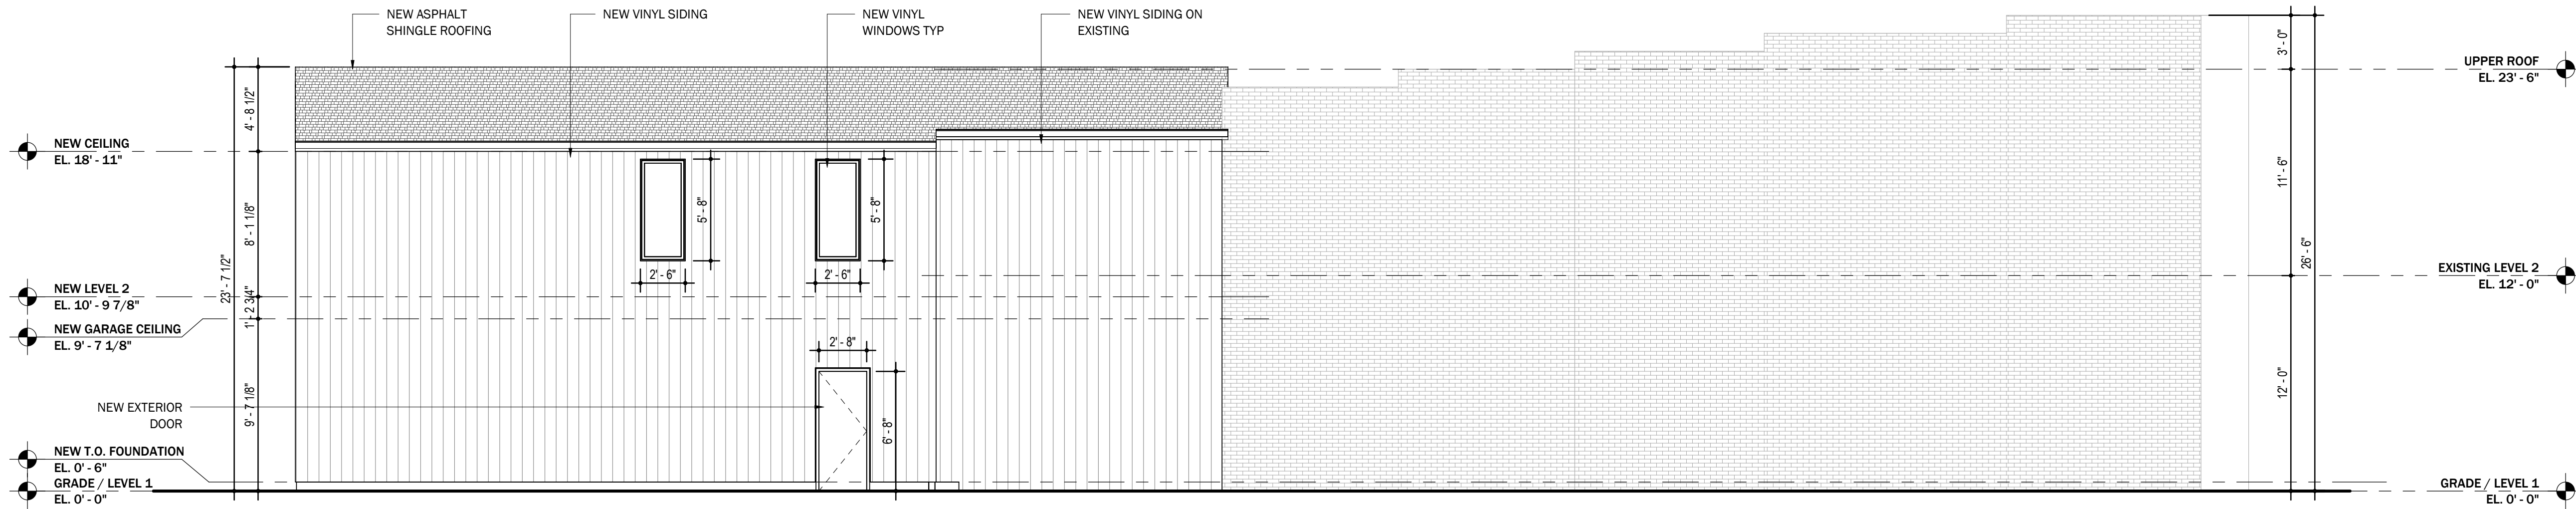 NEW ASPHALT
SHINGLE ROOFING
NEW VINYL SIDING
NEW VINYL
WINDOWS TYP
NEW VINYL SIDING ON
EXISTING
3' - 0"
UPPER ROOF
EL. 23' - 6"
4' - 8 1/2"
NEW CEILING
EL. 18' - 11"
11' - 6"
8' - 1 1/8"
5' - 8"
5' - 8"
23' - 7 1/2"
26' - 6"
2' - 6"
2' - 6"
EXISTING LEVEL 2
EL. 12' - 0"
NEW LEVEL 2
EL. 10' - 9 7/8"
1' - 2 3/4"
NEW GARAGE CEILING
EL. 9' - 7 1/8"
2' - 8"
12' - 0"
9' - 7 1/8"
NEW EXTERIOR
DOOR
6' - 8"
NEW T.O. FOUNDATION
EL. 0' - 6"
GRADE / LEVEL 1
EL. 0' - 0"
GRADE / LEVEL 1
EL. 0' - 0"